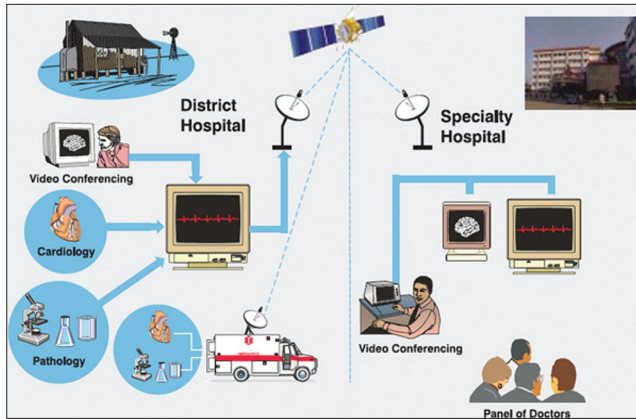 District
Hospital
Specialty
Hospital
Video Conferencing
Cardiology
Pathology
Video Conferencing
Panel of Doctors